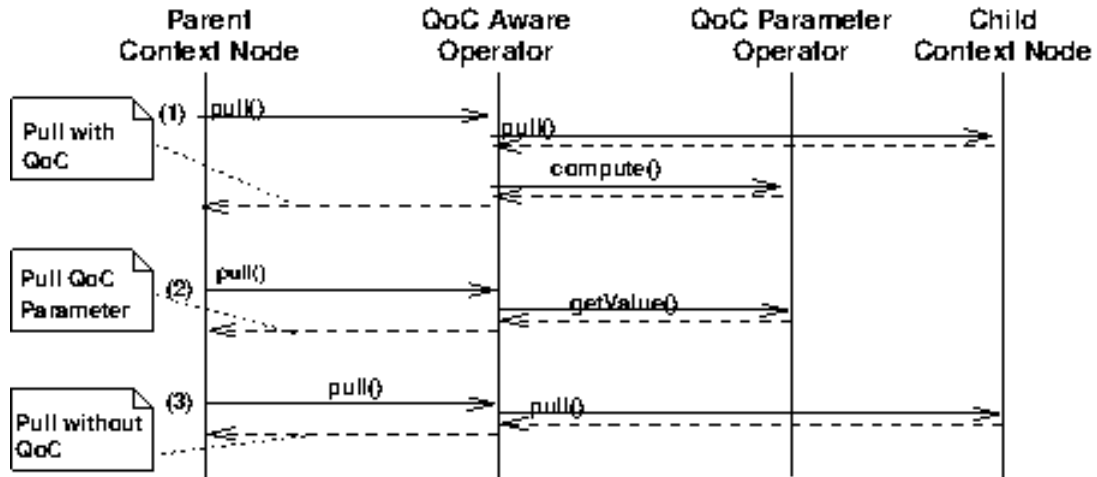 Parent
Context Node
QoC Aware
Operator
QoC Parameter
Operator
Child
Context Node
Pull with
QoC
(1)
pull()
pull()
compute()
Pull QoC
Parameter
(2)
pull()
getValue()
Pull without
QoC
(3)
pull()
pull()